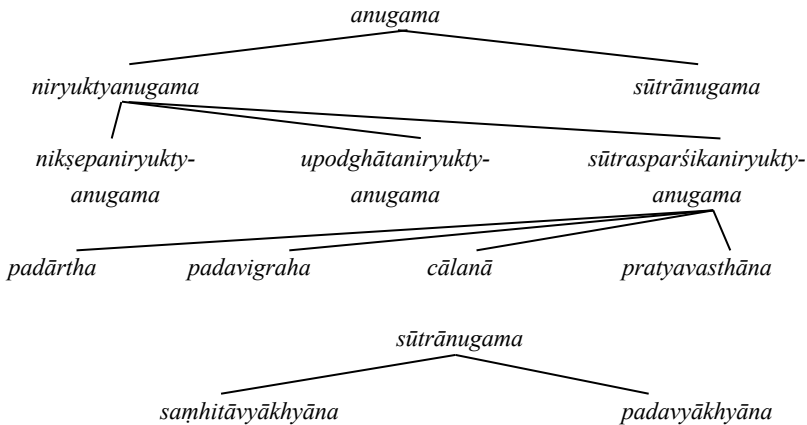 anugama
niryuktyanugama sūtrānugama
nikṣepaniryukty- upodghātaniryukty- sūtrasparśikaniryukty-
anugama anugama anugama
padārtha padavigraha cālanā pratyavasthāna
sūtrānugama
saṃhitāvyākhyāna padavyākhyāna